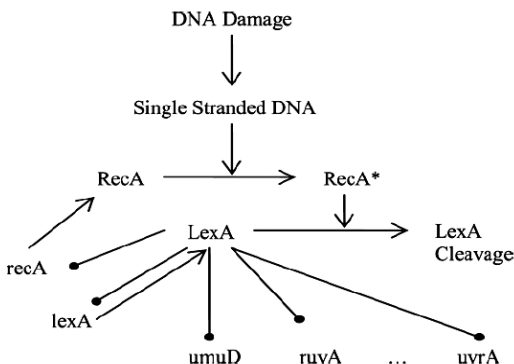 DNA Damage
Single Stranded DNA
RecA
RecA*
LexA
LexA
Cleavage
recA
lexA
umuD
ruvA
...
uvrA